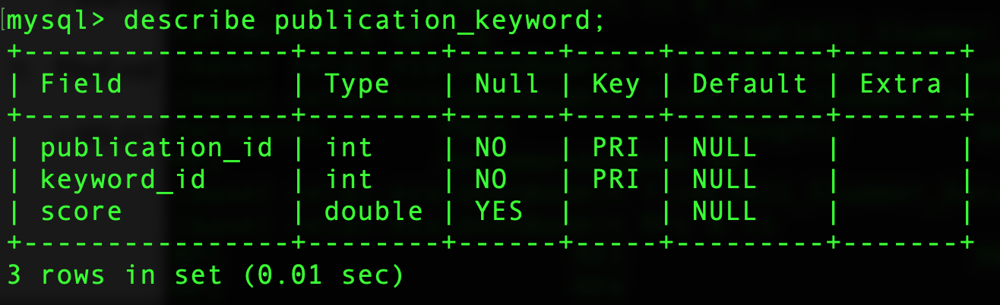 [mysql> describe publication_keyword;
+----------------+--------+------+-----+---------+-------+
| Field          | Type   | Null | Key | Default | Extra |
+----------------+--------+------+-----+---------+-------+
| publication_id | int    | NO   | PRI | NULL    |       |
| keyword_id     | int    | NO   | PRI | NULL    |       |
| score          | double | YES  |     | NULL    |       |
+----------------+--------+------+-----+---------+-------+
3 rows in set (0.01 sec)